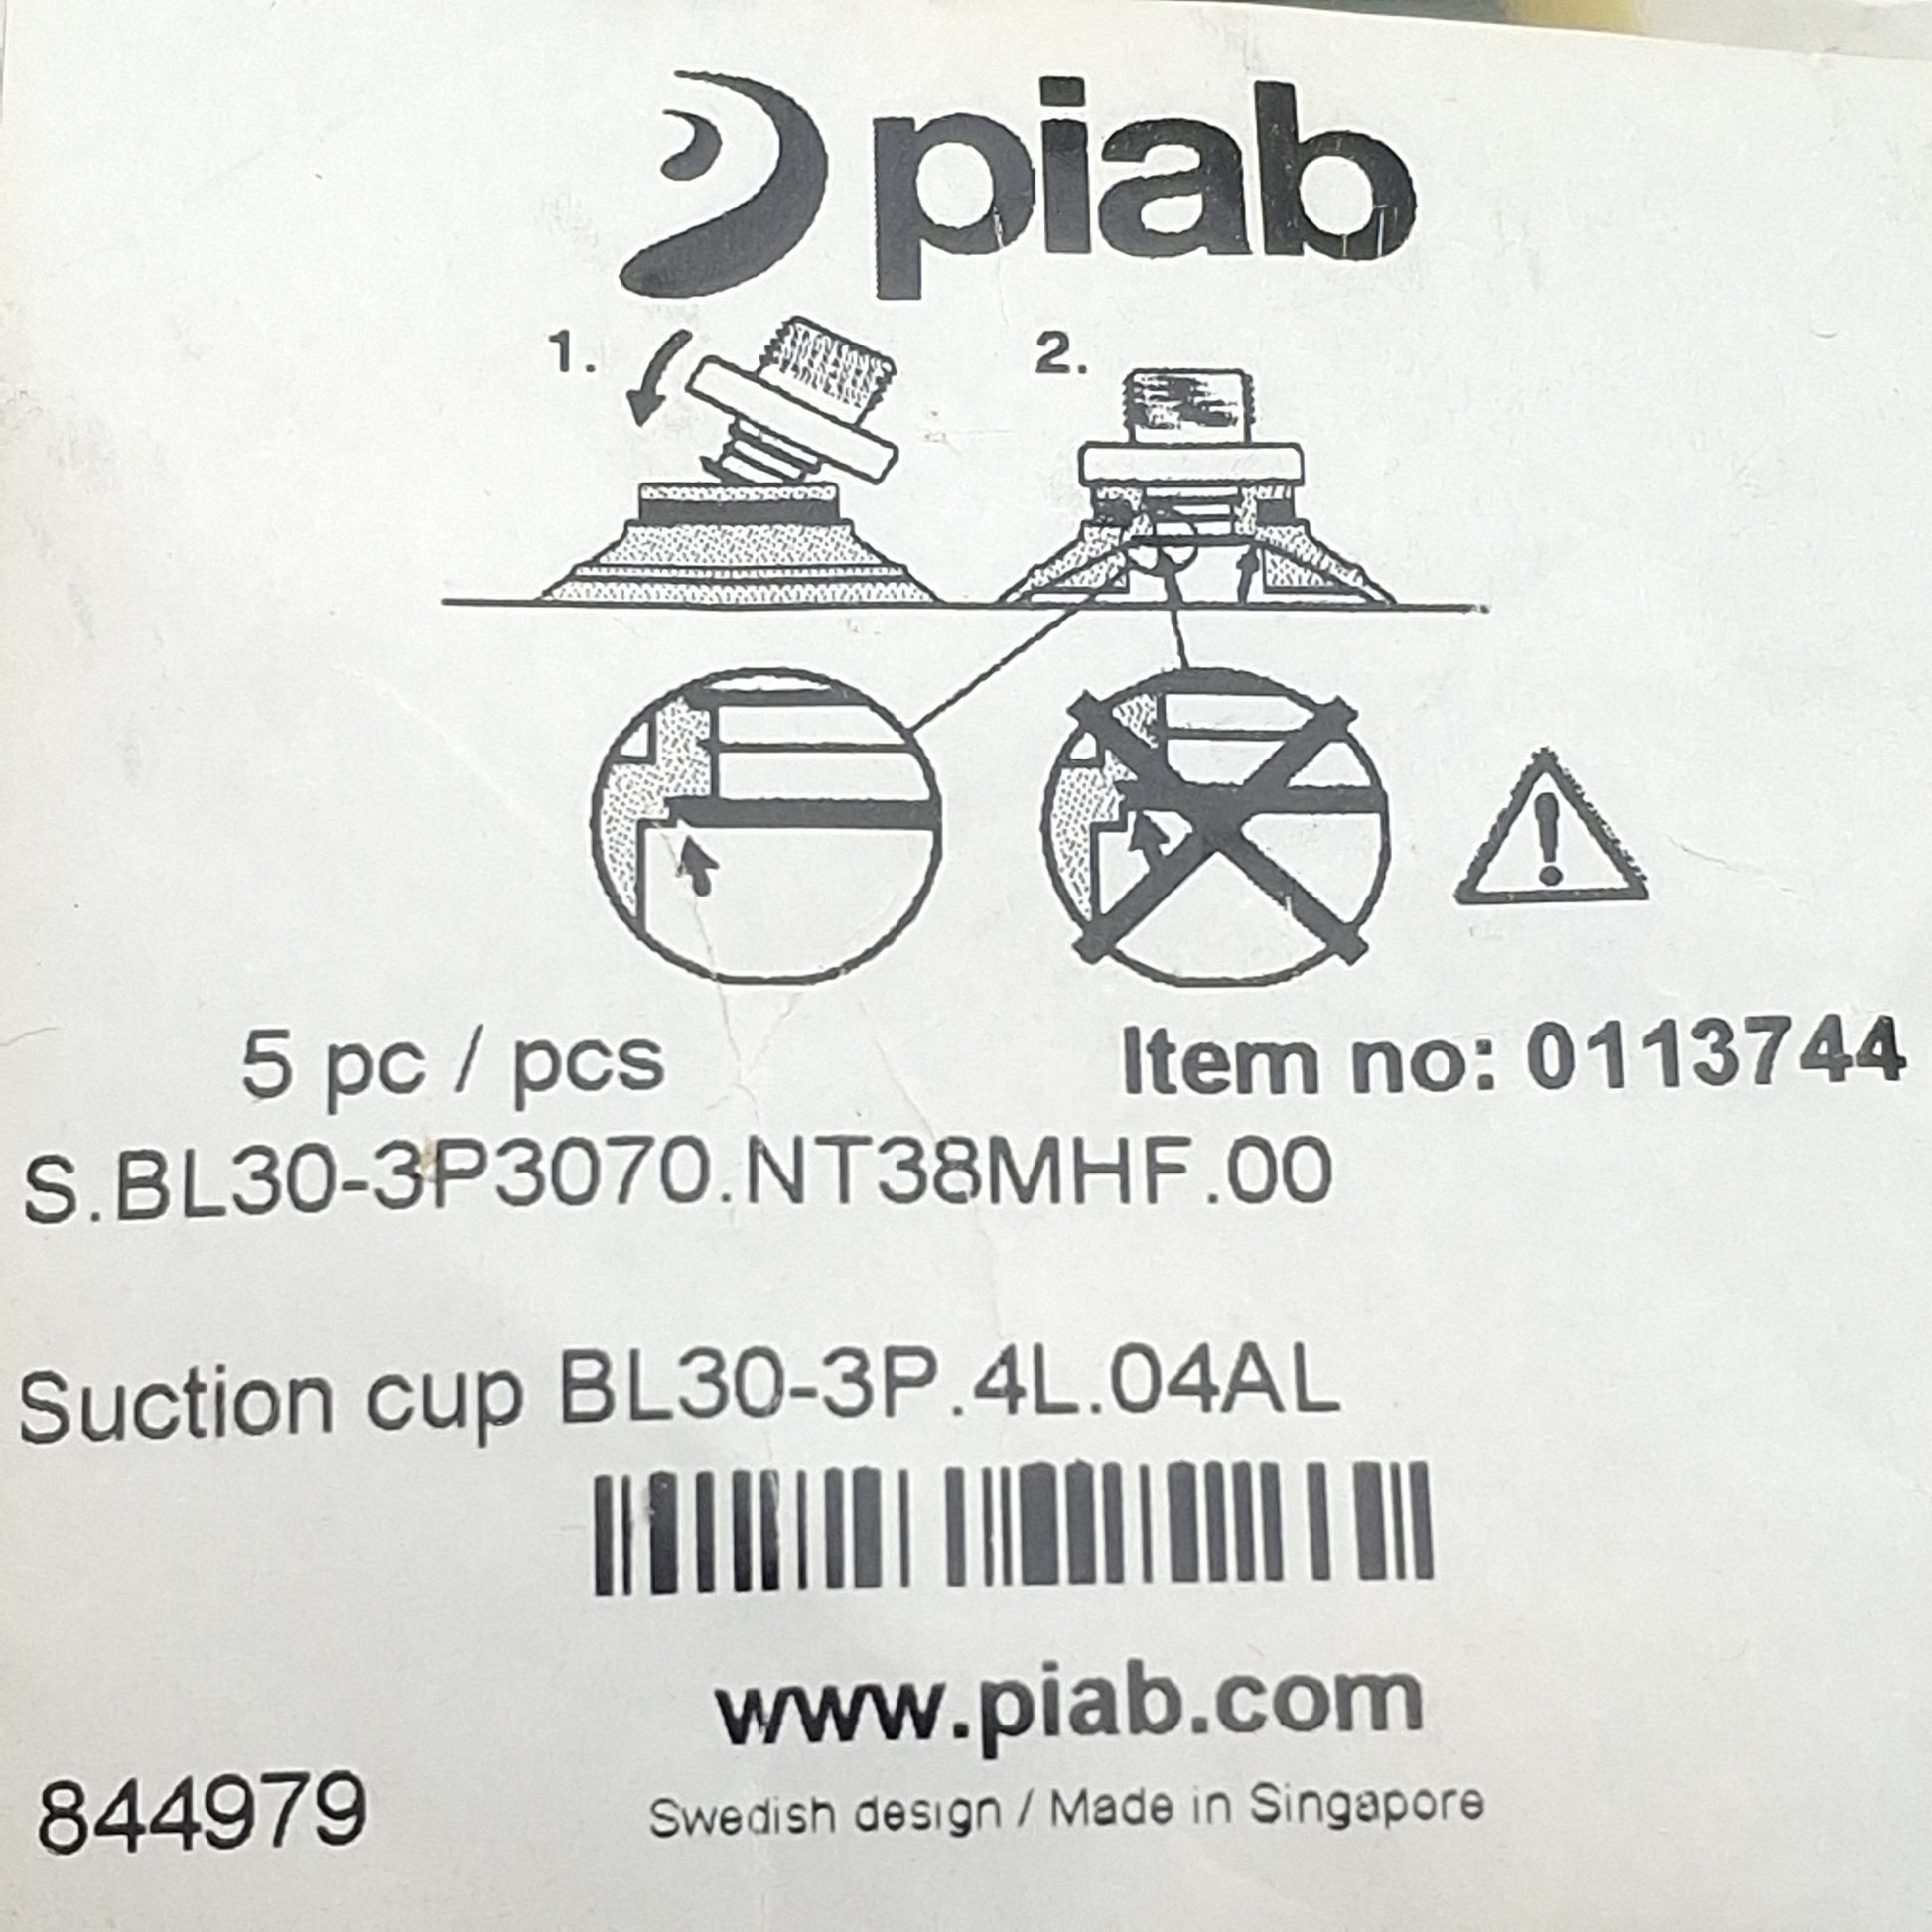 piab
1. 2.
5 pc / pcs Item no: 0113744
S.BL30-3P3070.NT38MHF.00
Suction cup BL30-3P.4L.04AL
www.piab.com
844979 Swedish design / Made in Singapore